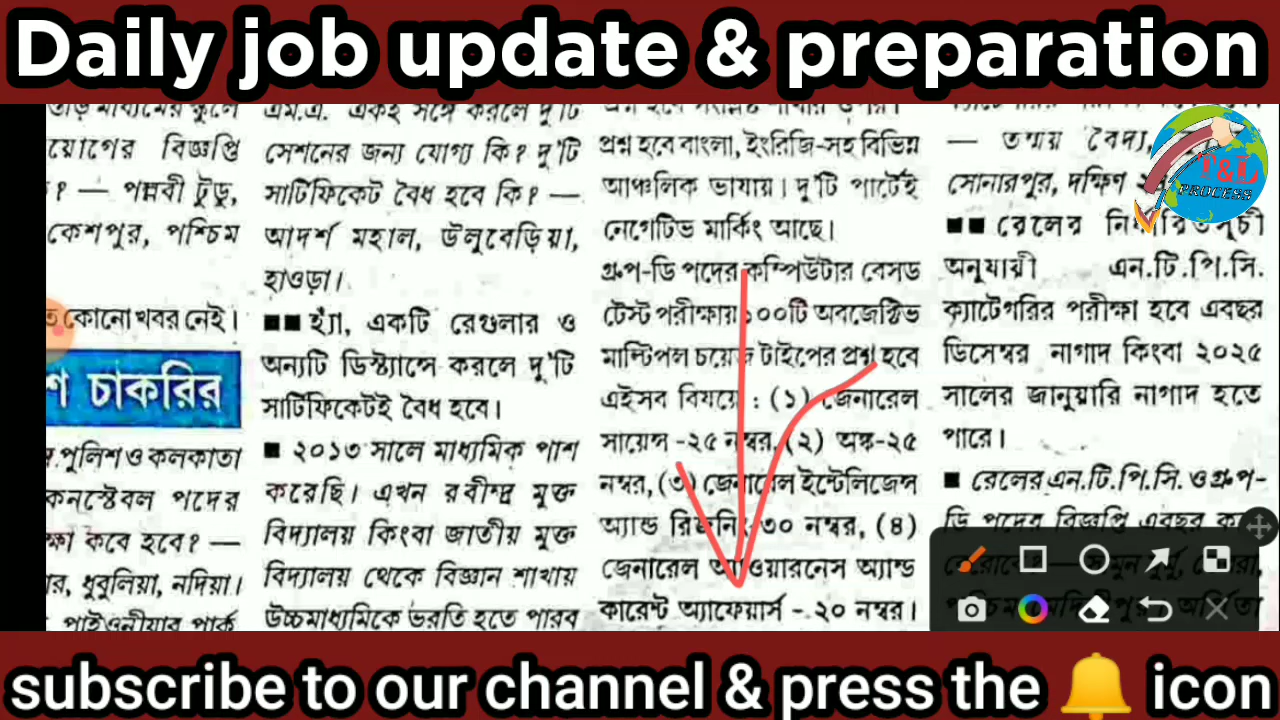 Daily job update & preparation
য়োগের বিজ্ঞপ্তি
? — পল্লবী টুডু,
কেশপুর, পশ্চিম
কোনো খবর নেই।
চাকরির
পুলিশ ও কলকাতা
কনস্টেবল পদের
কবে হবে? —
ধুবুলিয়া, নদিয়া।
এম.এ. একই সঙ্গে করলে দু'টি
সেশনের জন্য যোগ্য কি? দু'টি
সার্টিফিকেট বৈধ হবে কি? —
আদর্শ মহাল, উলুবেড়িয়া,
হাওড়া।
■■ হ্যাঁ, একটি রেগুলার ও
অন্যটি ডিস্ট্যান্সে করলে দু'টি
সার্টিফিকেটই বৈধ হবে।
■ ২০১৩ সালে মাধ্যমিক পাশ
করেছি। এখন রবীন্দ্র মুক্ত
বিদ্যালয় কিংবা জাতীয় মুক্ত
বিদ্যালয় থেকে বিজ্ঞান শাখায়
উচ্চমাধ্যমিকে ভরতি হতে পারব
প্রশ্ন হবে বাংলা, ইংরিজি-সহ বিভিন্ন
আঞ্চলিক ভাষায়। দু'টি পার্টেই
নেগেটিভ মার্কিং আছে।
গ্রুপ-ডি পদের কম্পিউটার বেসড
টেস্ট পরীক্ষায় ১০০টি অবজেক্টিভ
মাল্টিপল চয়েজ টাইপের প্রশ্ন হবে
এইসব বিষয়ে : (১) জেনারেল
সায়েন্স -২৫ নম্বর, (২) অঙ্ক-২৫
নম্বর, (৩) জেনারেল ইন্টেলিজেন্স
অ্যান্ড রিজনিং-৩০ নম্বর, (৪)
জেনারেল অ্যাওয়ারনেস অ্যান্ড
কারেন্ট অ্যাফেয়ার্স -২০ নম্বর।
— তন্ময় বৈদ্য,
সোনারপুর, দক্ষিণ
■■ রেলের নির্ধারিতসূচী
অনুযায়ী এন.টি.পি.সি.
ক্যাটেগরির পরীক্ষা হবে এবছর
ডিসেম্বর নাগাদ কিংবা ২০২৫
সালের জানুয়ারি নাগাদ হতে
পারে।
■ রেলের এন.টি.পি.সি. ও গ্রুপ-
ডি পদের বিজ্ঞপ্তি এবছর
T&L
PROCESS
subscribe to our channel & press the 🔔 icon